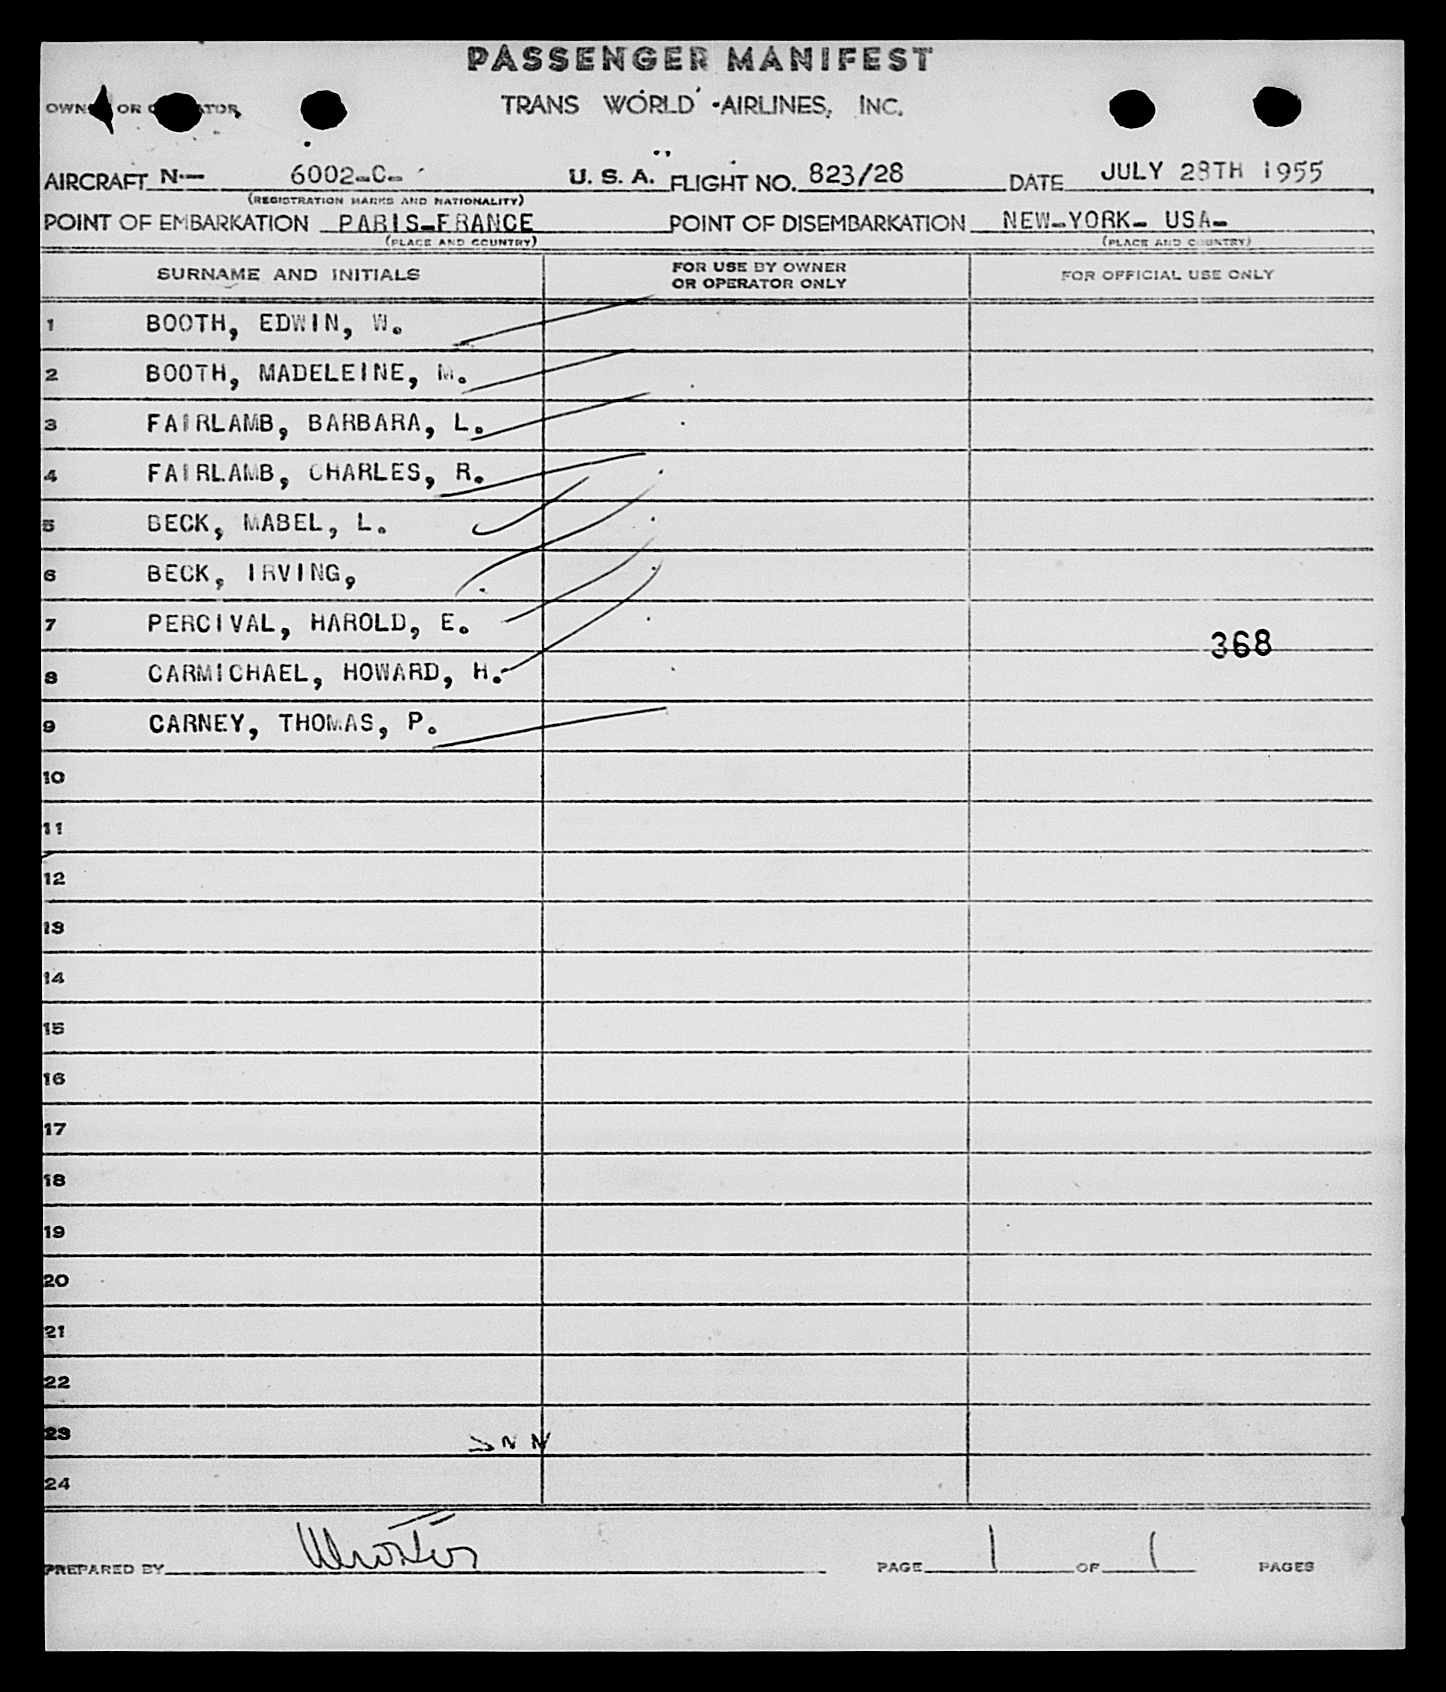 PASSENGER MANIFEST
OWNER OR OPERATOR TRANS WORLD AIRLINES, INC.
AIRCRAFT N-- 6002-C- U. S. A. FLIGHT NO. 823/28 DATE JULY 28TH 1955
(REGISTRATION MARKS AND NATIONALITY)
POINT OF EMBARKATION PARIS-FRANCE POINT OF DISEMBARKATION NEW-YORK- USA-
(PLACE AND COUNTRY) (PLACE AND COUNTRY)
SURNAME AND INITIALS FOR USE BY OWNER OR OPERATOR ONLY FOR OFFICIAL USE ONLY
1 BOOTH, EDWIN, W.
2 BOOTH, MADELEINE, M.
3 FAIRLAMB, BARBARA, L.
4 FAIRLAMB, CHARLES, R.
5 BECK, MABEL, L.
6 BECK, IRVING,
7 PERCIVAL, HAROLD, E.
368
8 CARMICHAEL, HOWARD, H.
9 CARNEY, THOMAS, P.
10
11
12
13
14
15
16
17
18
19
20
21
22
23
24
PREPARED BY PAGE 1 OF 1 PAGES